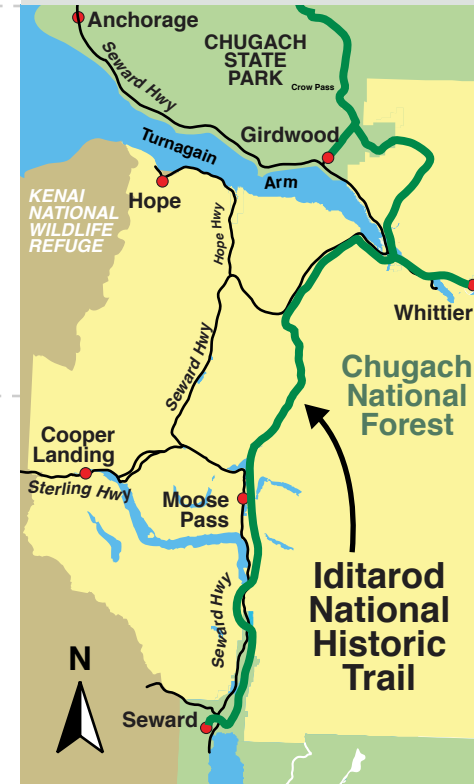 Anchorage
CHUGACH
STATE
PARK
Seward Hwy
Crow Pass
Girdwood
Turnagain
Arm
KENAI
NATIONAL
WILDLIFE
REFUGE
Hope
Hope Hwy
Whittier
Seward Hwy
Chugach
National
Forest
Cooper
Landing
Sterling Hwy
Moose
Pass
Iditarod
National
Historic
Trail
Seward Hwy
N
Seward